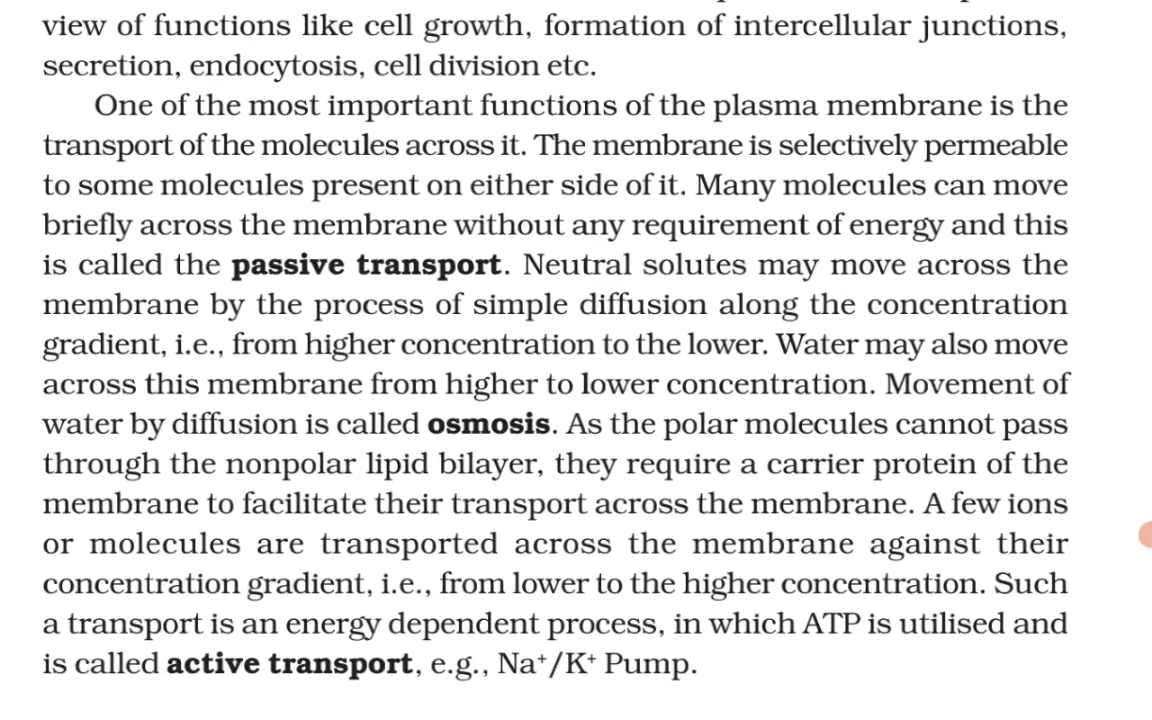 view of functions like cell growth, formation of intercellular junctions,
secretion, endocytosis, cell division etc.
One of the most important functions of the plasma membrane is the
transport of the molecules across it. The membrane is selectively permeable
to some molecules present on either side of it. Many molecules can move
briefly across the membrane without any requirement of energy and this
is called the passive transport. Neutral solutes may move across the
membrane by the process of simple diffusion along the concentration
gradient, i.e., from higher concentration to the lower. Water may also move
across this membrane from higher to lower concentration. Movement of
water by diffusion is called osmosis. As the polar molecules cannot pass
through the nonpolar lipid bilayer, they require a carrier protein of the
membrane to facilitate their transport across the membrane. A few ions
or molecules are transported across the membrane against their
concentration gradient, i.e., from lower to the higher concentration. Such
a transport is an energy dependent process, in which ATP is utilised and
is called active transport, e.g., Na⁺/K⁺ Pump.